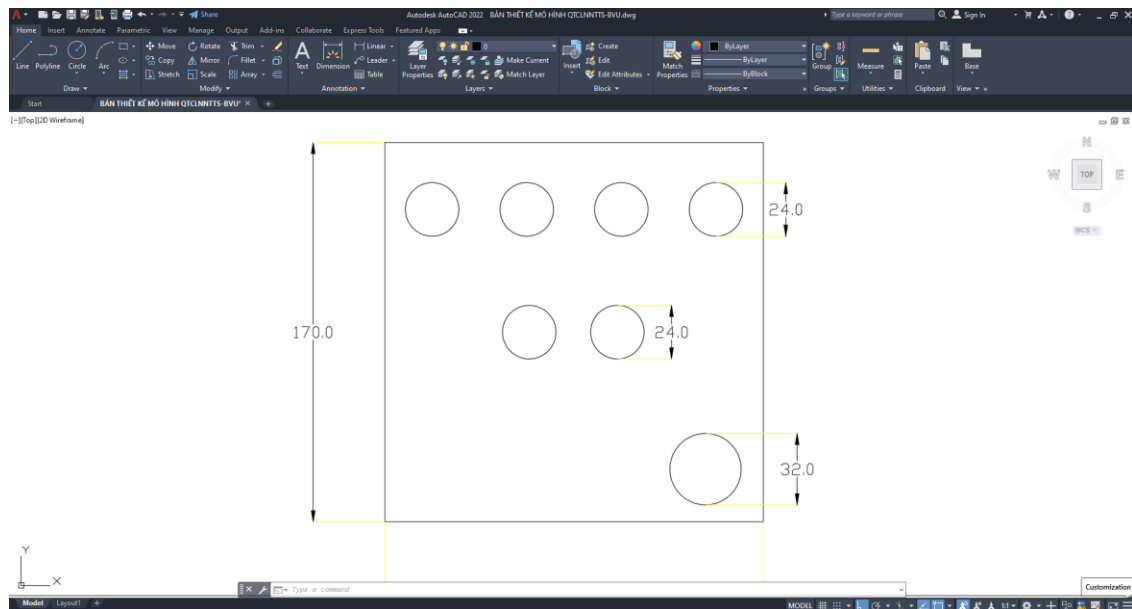 Share
Autodesk AutoCAD 2022 BẢN THIẾT KẾ MÔ HÌNH QTCLNNTTS-BVU.dwg
Type a keyword or phrase
Sign In
Home Insert Annotate Parametric View Manage Output Add-ins Collaborate Express Tools Featured Apps
Line Polyline Circle Arc
Move Rotate Trim
Copy Mirror Fillet
Stretch Scale Array
Text Dimension
Linear
Leader
Table
Layer Properties
0
Make Current
Match Layer
Insert
Create
Edit
Edit Attributes
Match Properties
ByLayer
ByLayer
ByBlock
Group
Measure
Paste
Base
Draw Modify Annotation Layers Block Properties Groups Utilities Clipboard View
Start BẢN THIẾT KẾ MÔ HÌNH QTCLNNTTS-BVU*
[−][Top][2D Wireframe]
N
W TOP E
S
WCS
24.0
170.0
24.0
32.0
Y
X
Type a command
Customization
Model Layout1
MODEL
1:1